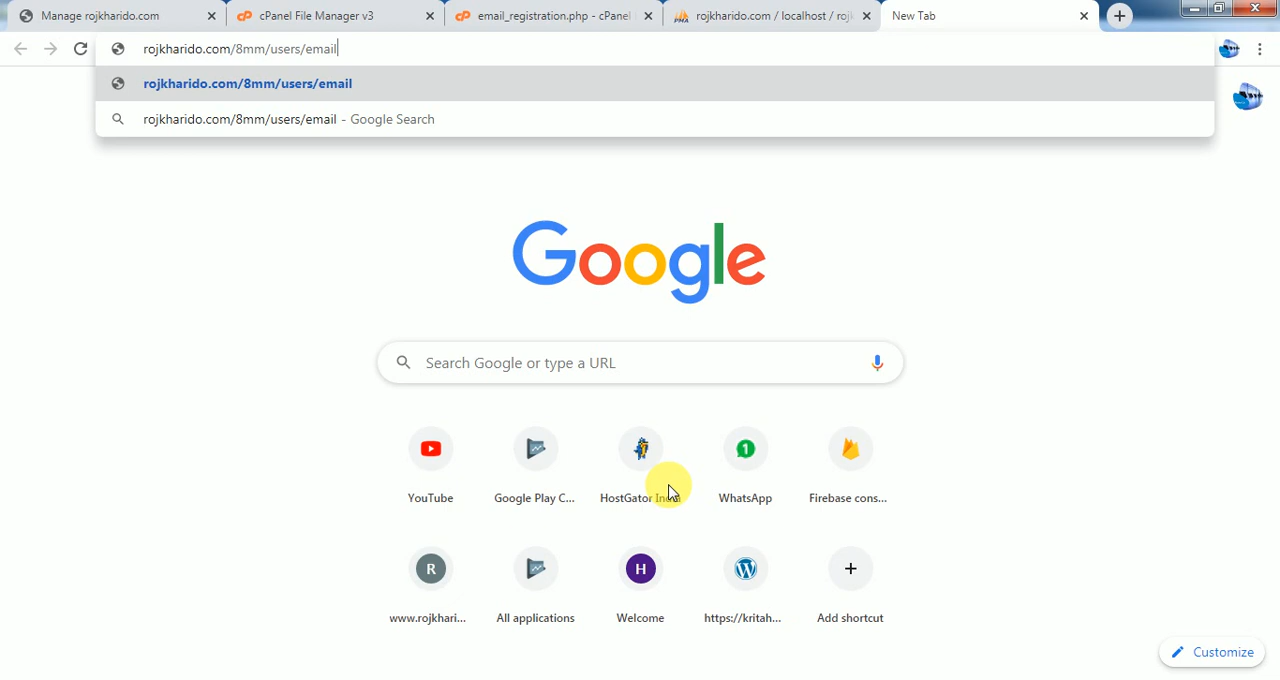 Manage rojkharido.com
cPanel File Manager v3
email_registration.php - cPanel
rojkharido.com / localhost / rojk
New Tab
rojkharido.com/8mm/users/email
rojkharido.com/8mm/users/email
rojkharido.com/8mm/users/email - Google Search
Google
Search Google or type a URL
1
YouTube
Google Play C...
HostGator
WhatsApp
Firebase cons...
R
H
www.rojkhari...
All applications
Welcome
https://kritah...
Add shortcut
Customize